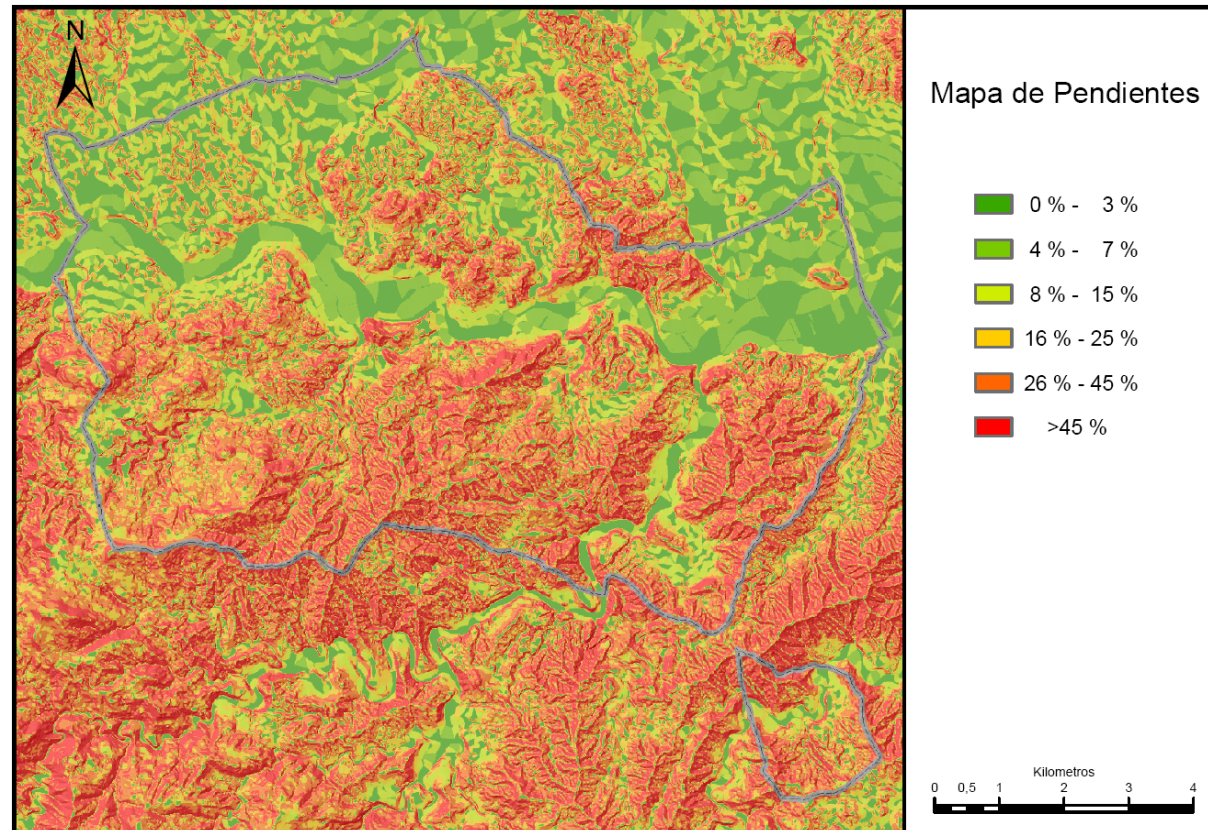 N
Mapa de Pendientes
0 % - 3 %
4 % - 7 %
8 % - 15 %
16 % - 25 %
26 % - 45 %
>45 %
Kilometros
0 0,5 1 2 3 4